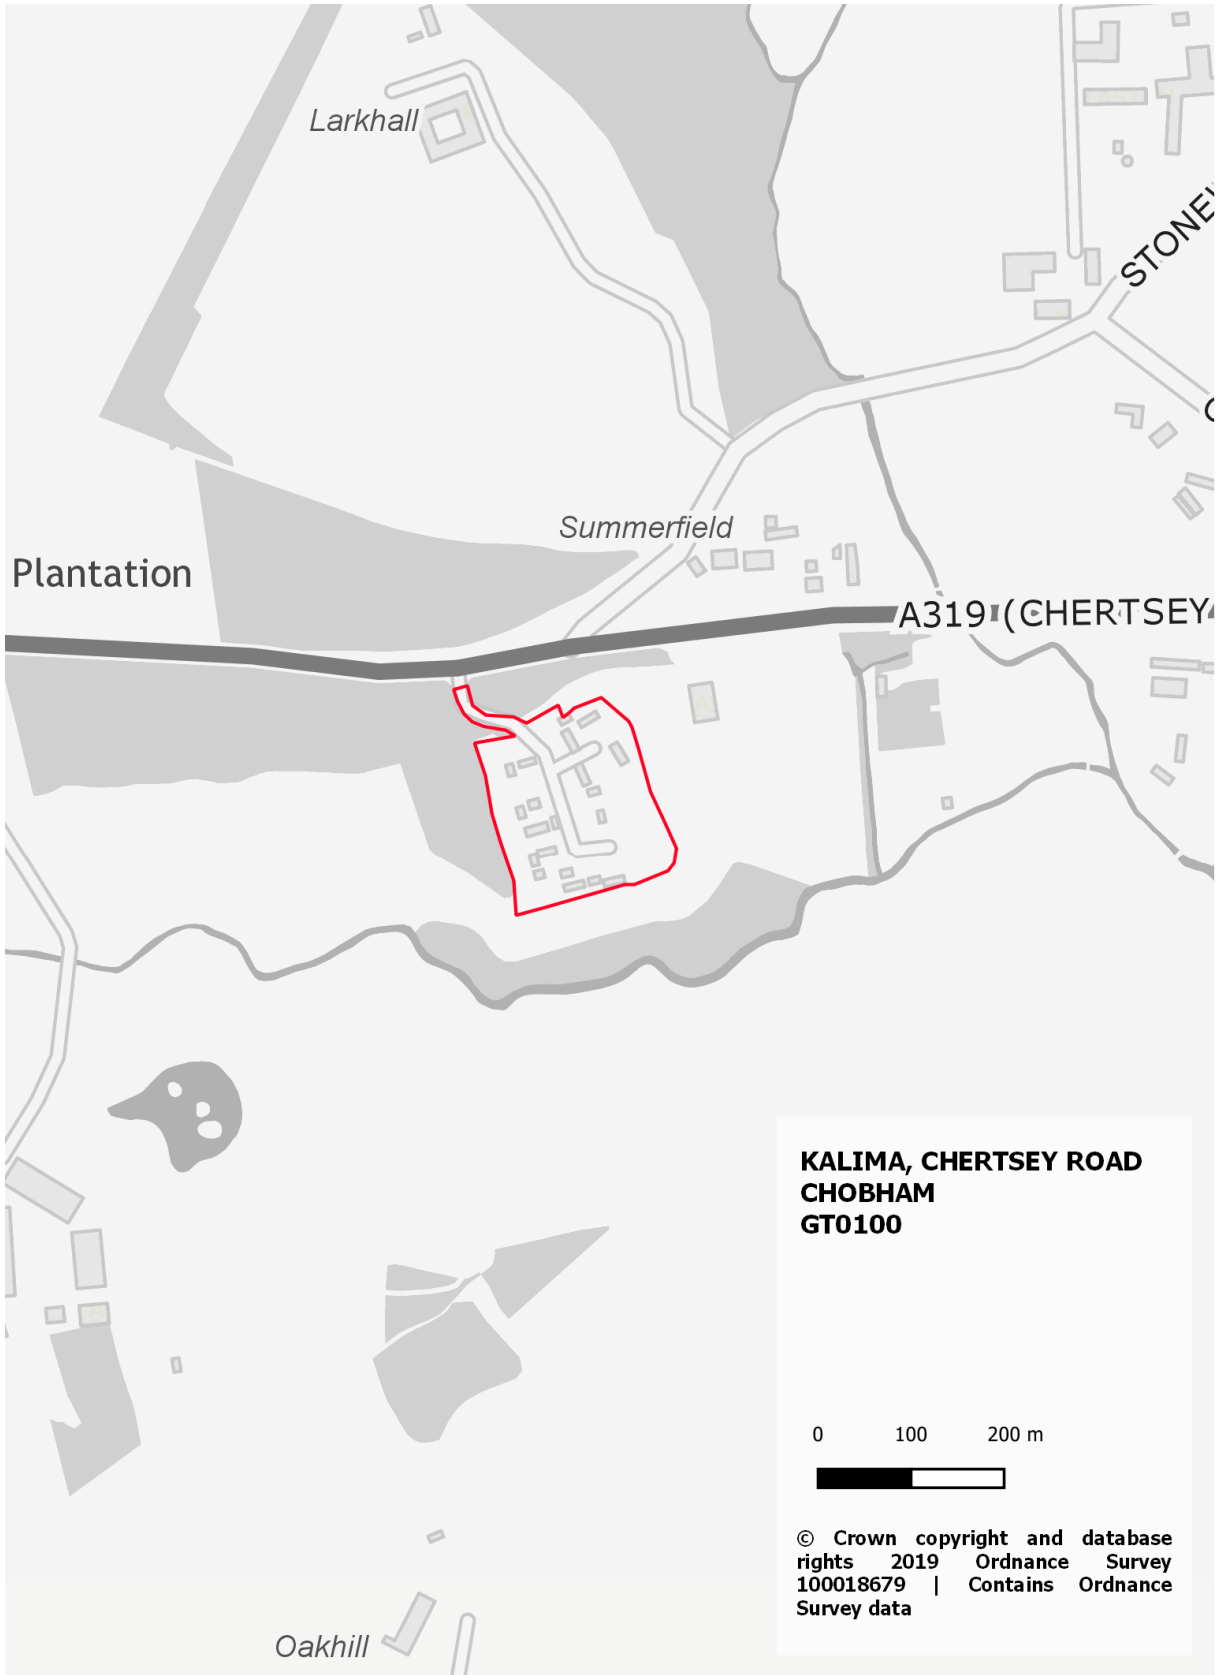 Larkhall
Summerfield
Plantation
A319 (CHERTSEY
KALIMA, CHERTSEY ROAD
CHOBHAM
GT0100
0 100 200 m
© Crown copyright and database
rights 2019 Ordnance Survey
100018679 | Contains Ordnance
Survey data
Oakhill